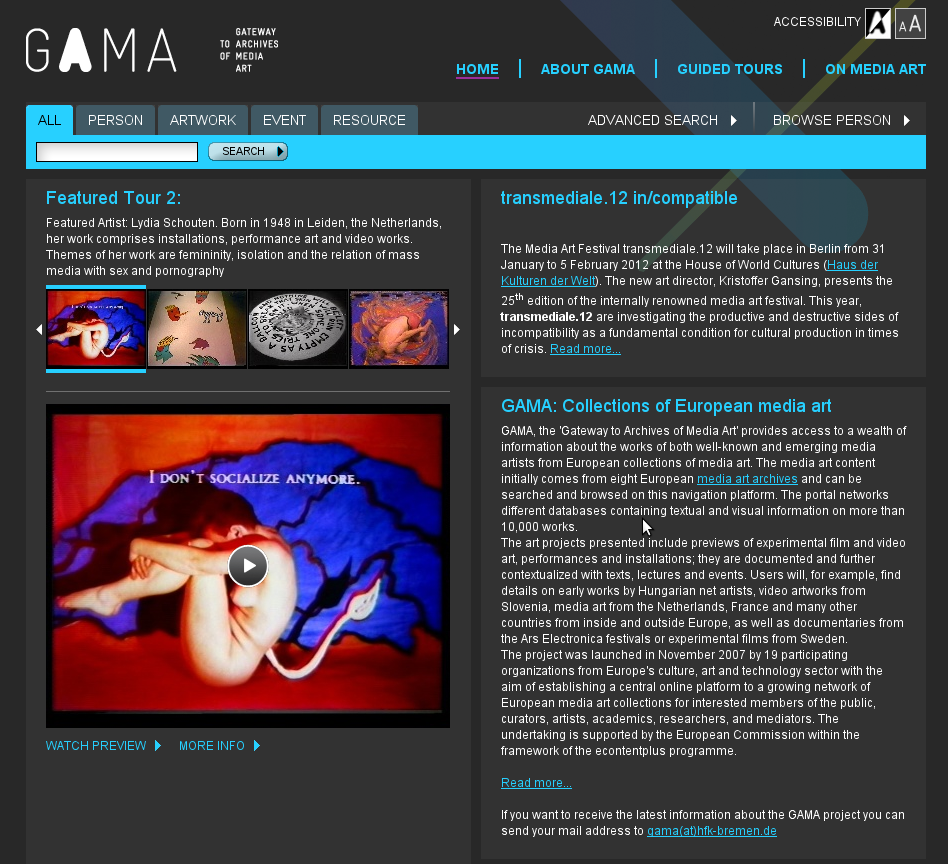 ACCESSIBILITY A AA
GAMA
GATEWAY
TO ARCHIVES
OF MEDIA
ART
HOME ABOUT GAMA GUIDED TOURS ON MEDIA ART
ALL PERSON ARTWORK EVENT RESOURCE ADVANCED SEARCH BROWSE PERSON
SEARCH
Featured Tour 2:
Featured Artist: Lydia Schouten. Born in 1948 in Leiden, the Netherlands,
her work comprises installations, performance art and video works.
Themes of her work are femininity, isolation and the relation of mass
media with sex and pornography
I DON'T SOCIALIZE ANYMORE.
WATCH PREVIEW MORE INFO
transmediale.12 in/compatible
The Media Art Festival transmediale.12 will take place in Berlin from 31
January to 5 February 2012 at the House of World Cultures (Haus der
Kulturen der Welt). The new art director, Kristoffer Gansing, presents the
25th edition of the internally renowned media art festival. This year,
transmediale.12 are investigating the productive and destructive sides of
incompatibility as a fundamental condition for cultural production in times
of crisis. Read more...
GAMA: Collections of European media art
GAMA, the 'Gateway to Archives of Media Art' provides access to a wealth of
information about the works of both well-known and emerging media
artists from European collections of media art. The media art content
initially comes from eight European media art archives and can be
searched and browsed on this navigation platform. The portal networks
different databases containing textual and visual information on more than
10,000 works.
The art projects presented include previews of experimental film and video
art, performances and installations; they are documented and further
contextualized with texts, lectures and events. Users will, for example, find
details on early works by Hungarian net artists, video artworks from
Slovenia, media art from the Netherlands, France and many other
countries from inside and outside Europe, as well as documentaries from
the Ars Electronica festivals or experimental films from Sweden.
The project was launched in November 2007 by 19 participating
organizations from Europe's culture, art and technology sector with the
aim of establishing a central online platform to a growing network of
European media art collections for interested members of the public,
curators, artists, academics, researchers, and mediators. The
undertaking is supported by the European Commission within the
framework of the econtentplus programme.
Read more...
If you want to receive the latest information about the GAMA project you can
send your mail address to gama(at)hfk-bremen.de